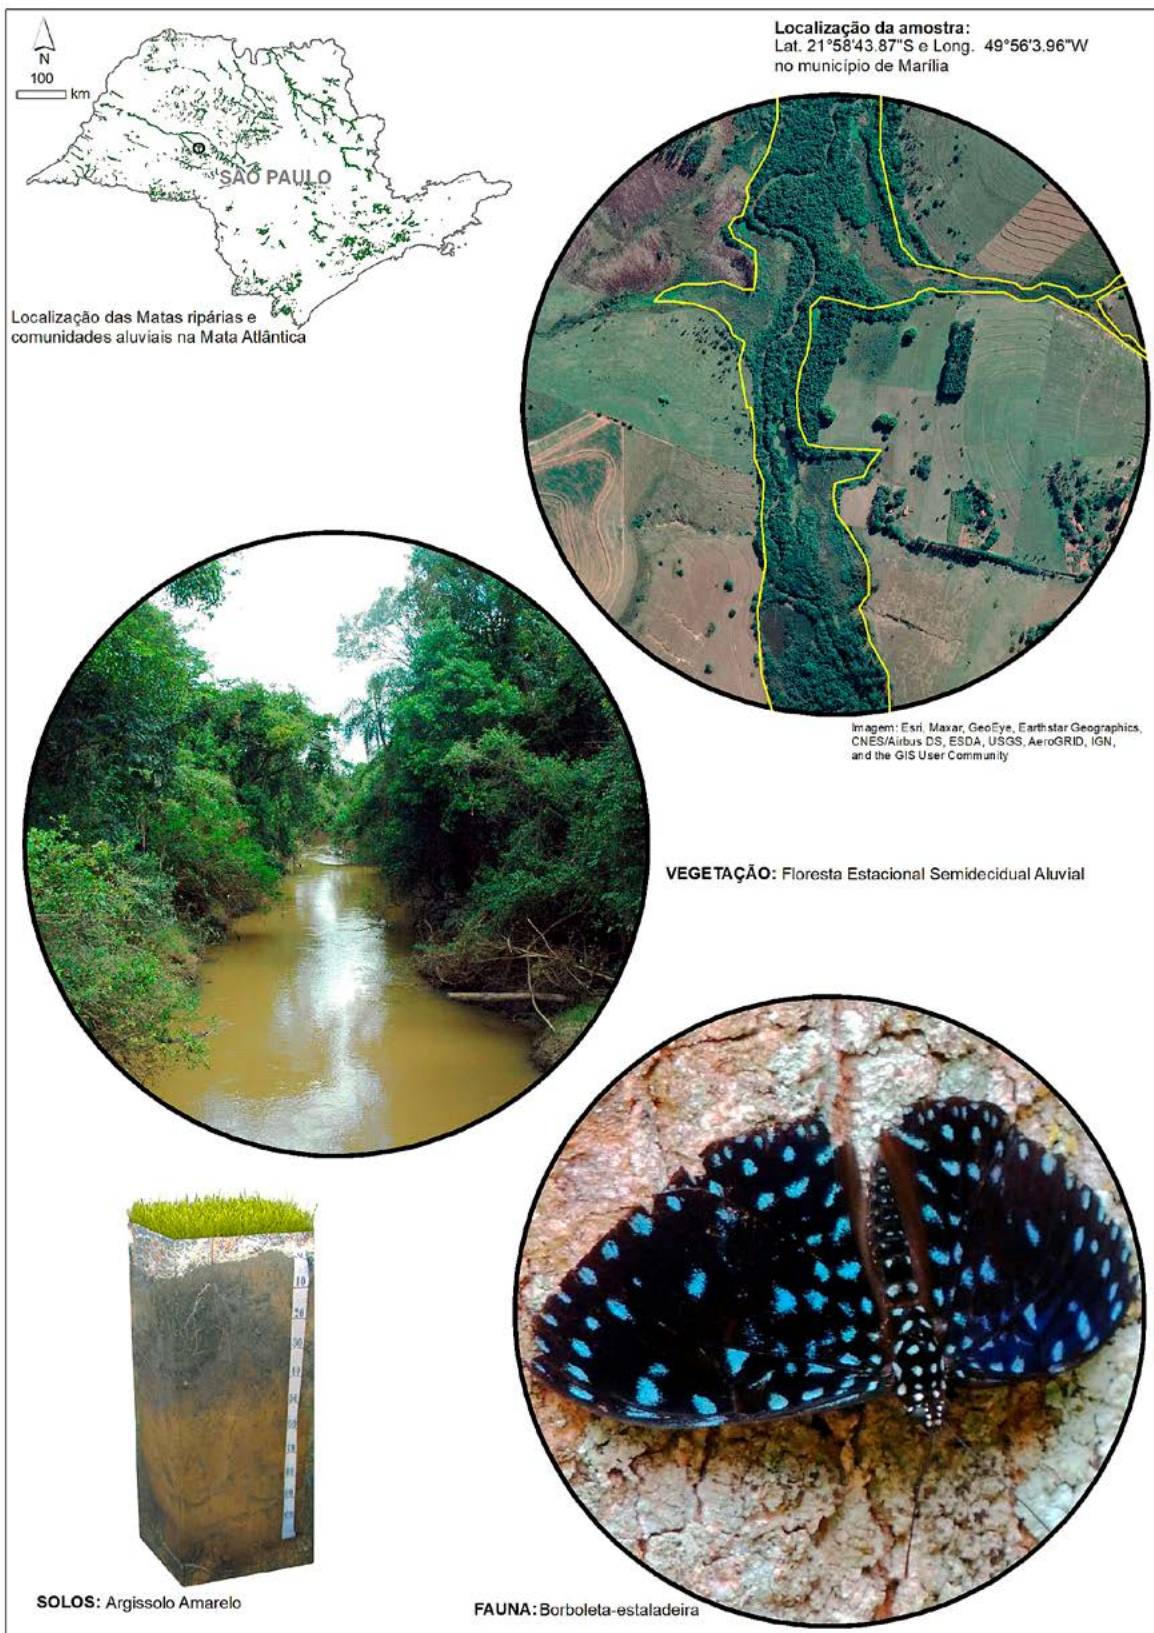 N
100
km
SÃO PAULO
Localização das Matas ripárias e
comunidades aluviais na Mata Atlântica
Localização da amostra:
Lat. 21°58'43.87"S e Long. 49°56'3.96"W
no município de Marília
Imagem: Esri, Maxar, GeoEye, Earthstar Geographics,
CNES/Airbus DS, ESDA, USGS, AeroGRID, IGN,
and the GIS User Community
VEGETAÇÃO: Floresta Estacional Semidecidual Aluvial
10
20
30
SOLOS: Argissolo Amarelo
FAUNA: Borboleta-estaladeira